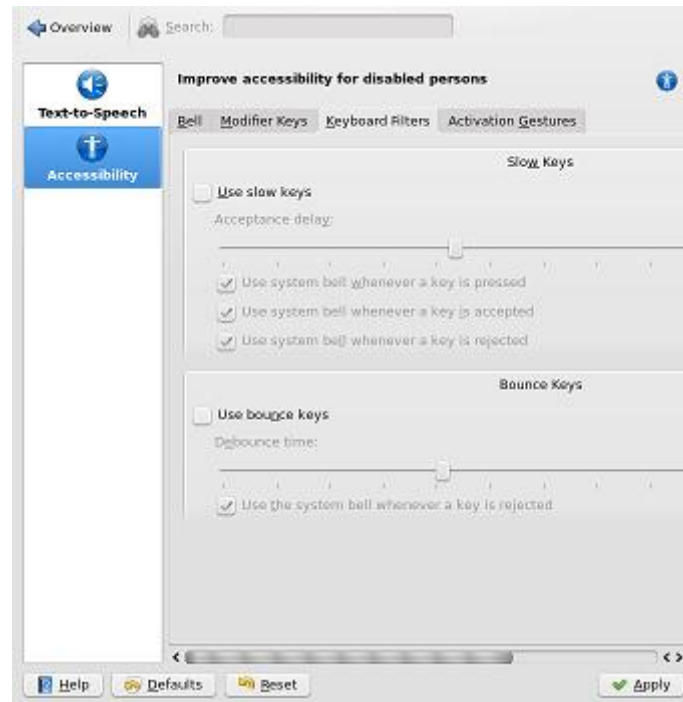 Overview Search:
Text-to-Speech
Accessibility
Improve accessibility for disabled persons
Bell Modifier Keys Keyboard Filters Activation Gestures
Slow Keys
Use slow keys
Acceptance delay:
Use system bell whenever a key is pressed
Use system bell whenever a key is accepted
Use system bell whenever a key is rejected
Bounce Keys
Use bounce keys
Debounce time:
Use the system bell whenever a key is rejected
Help Defaults Reset Apply